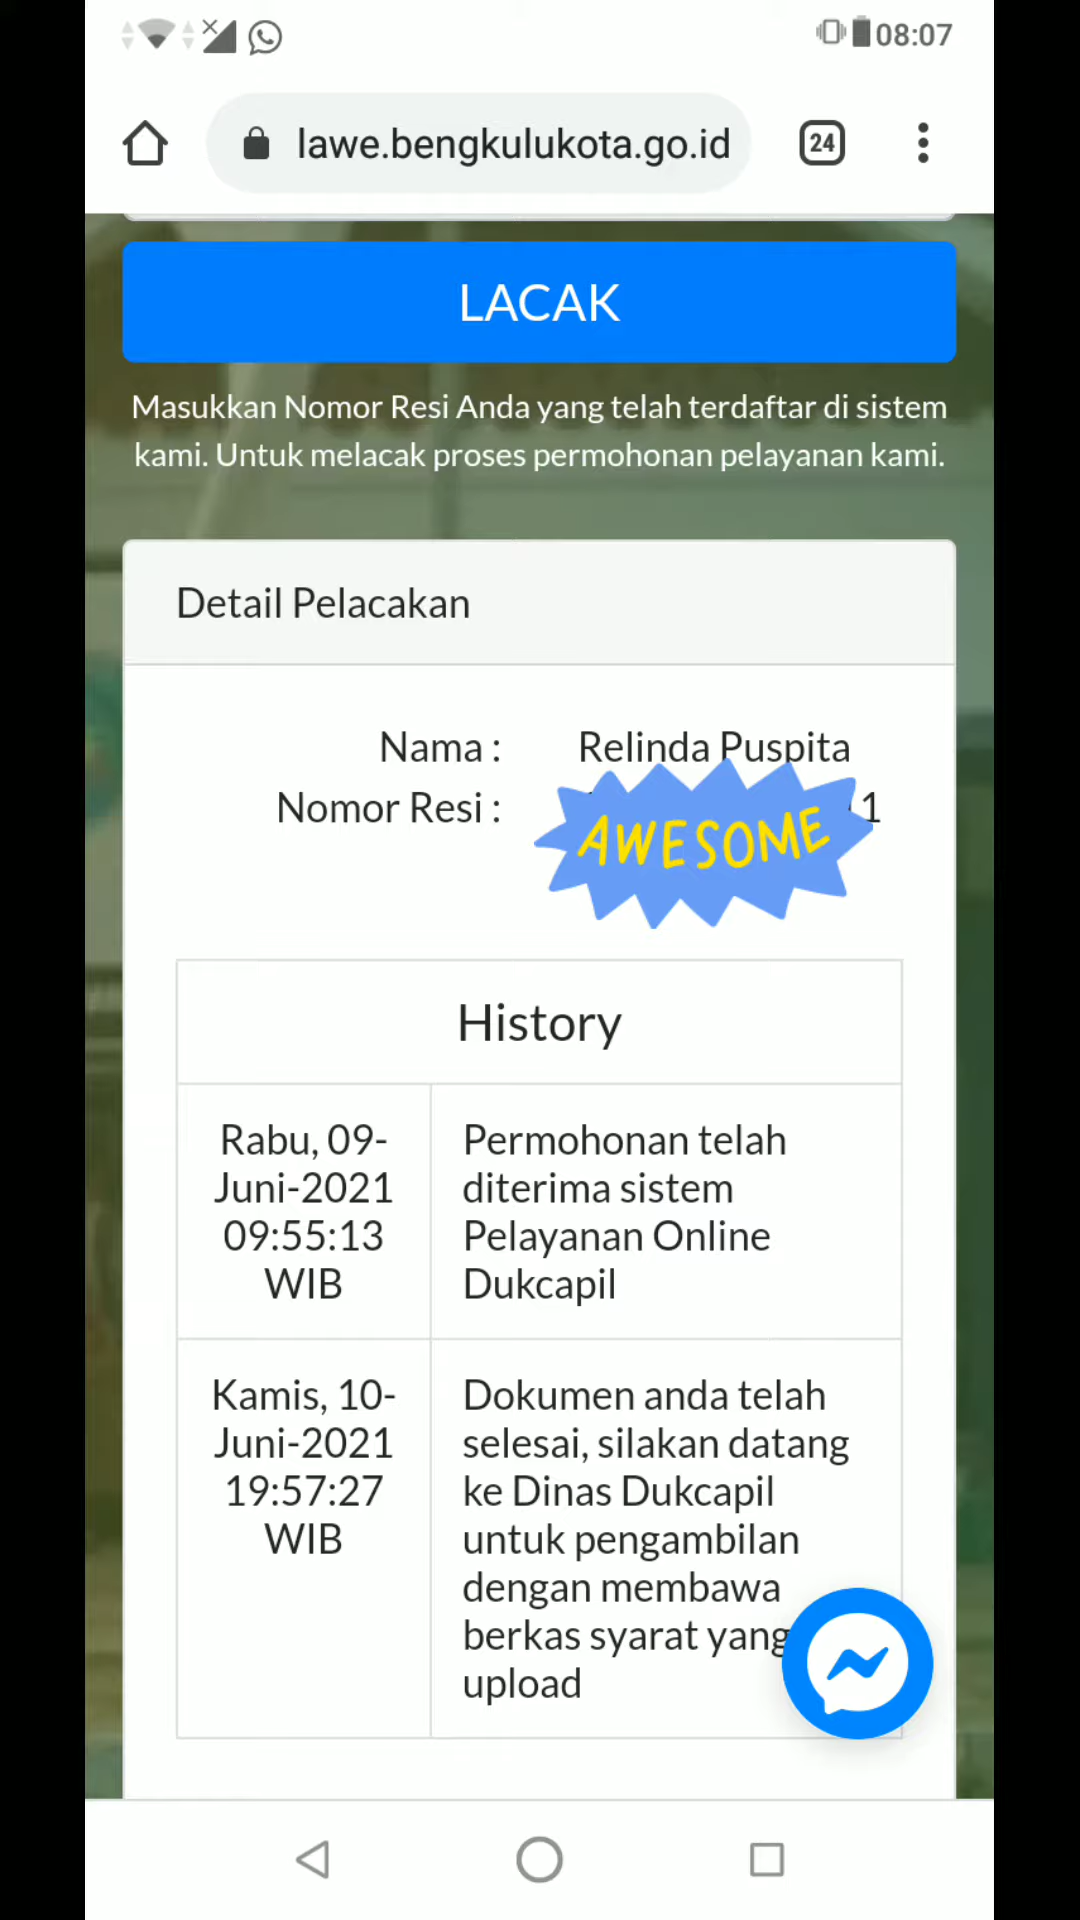 08:07
lawe.bengkulukota.go.id
24
LACAK
Masukkan Nomor Resi Anda yang telah terdaftar di sistem
kami. Untuk melacak proses permohonan pelayanan kami.
Detail Pelacakan
Nama : Relinda Puspita
Nomor Resi : 1
AWESOME
History
Rabu, 09-
Juni-2021
09:55:13
WIB
Permohonan telah
diterima sistem
Pelayanan Online
Dukcapil
Kamis, 10-
Juni-2021
19:57:27
WIB
Dokumen anda telah
selesai, silakan datang
ke Dinas Dukcapil
untuk pengambilan
dengan membawa
berkas syarat yang
upload